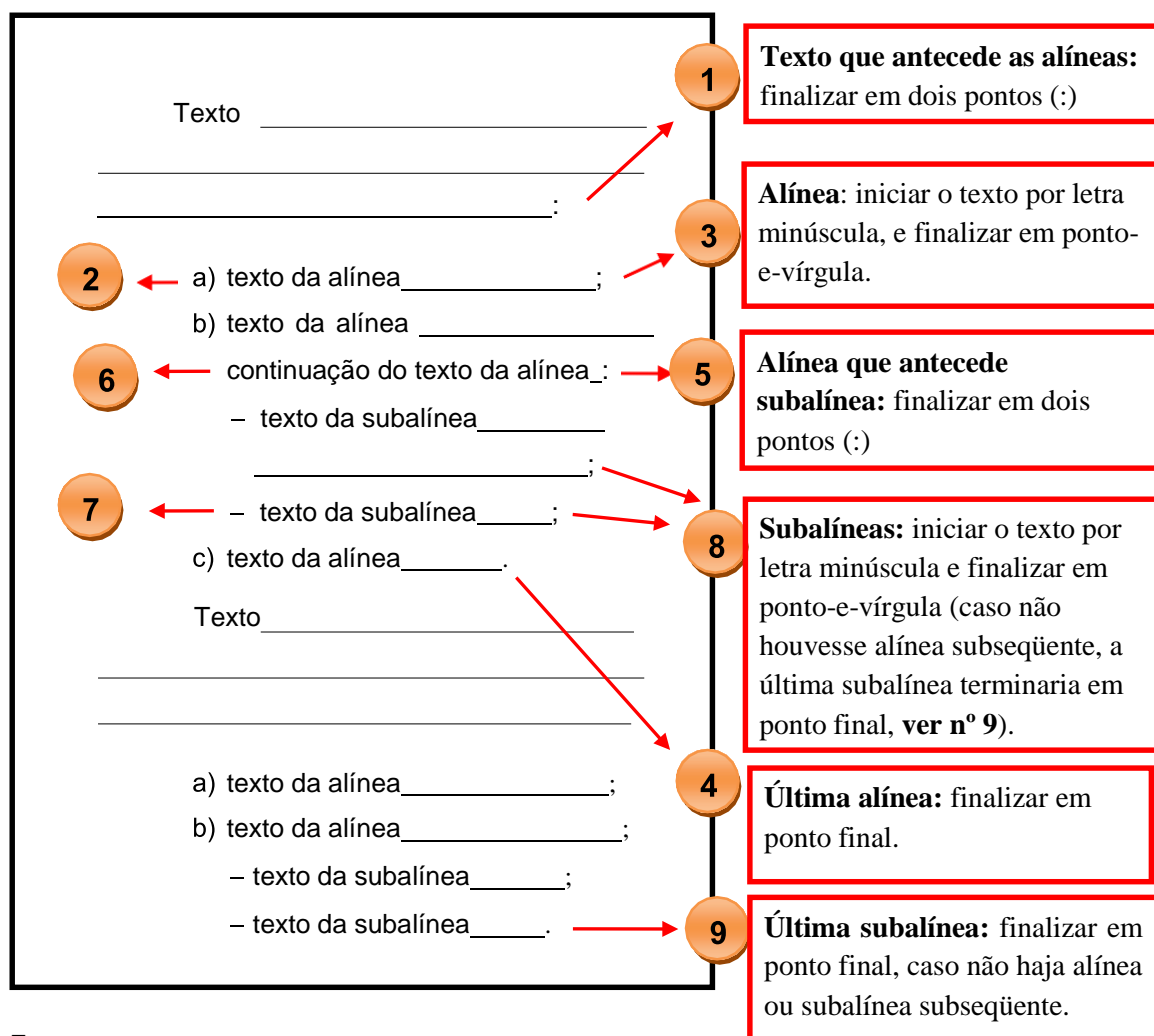 Texto
:
a) texto da alínea;
b) texto da alínea
continuação do texto da alínea :
– texto da subalínea
;
– texto da subalínea;
c) texto da alínea.
Texto
a) texto da alínea;
b) texto da alínea;
– texto da subalínea;
– texto da subalínea.
2
6
7
1
Texto que antecede as alíneas:
finalizar em dois pontos (:)
3
Alínea: iniciar o texto por letra
minúscula, e finalizar em ponto-
e-vírgula.
5
Alínea que antecede
subalínea: finalizar em dois
pontos (:)
8
Subalíneas: iniciar o texto por
letra minúscula e finalizar em
ponto-e-vírgula (caso não
houvesse alínea subseqüente, a
última subalínea terminaria em
ponto final, ver nº 9).
4
Última alínea: finalizar em
ponto final.
9
Última subalínea: finalizar em
ponto final, caso não haja alínea
ou subalínea subseqüente.